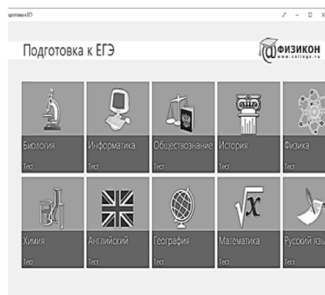 Подготовка к ЕГЭ
ФИЗИКОН
www.college.ru
Биология
Информатика
Обществознание
История
Физика
Тест
Тест
Тест
Тест
Тест
Химия
Английский
География
Математика
Русский язы
Тест
Тест
Тест
Тест
Тест